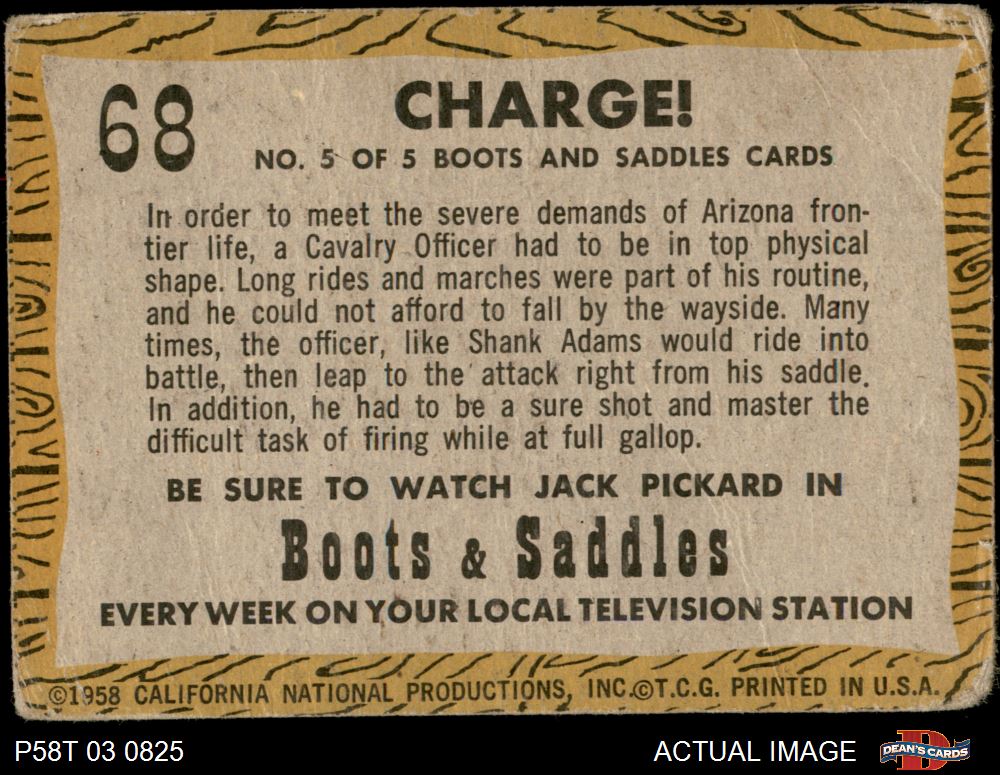 68
CHARGE!
NO. 5 OF 5 BOOTS AND SADDLES CARDS
In order to meet the severe demands of Arizona fron-
tier life, a Cavalry Officer had to be in top physical
shape. Long rides and marches were part of his routine,
and he could not afford to fall by the wayside. Many
times, the officer, like Shank Adams would ride into
battle, then leap to the attack right from his saddle.
In addition, he had to be a sure shot and master the
difficult task of firing while at full gallop.
BE SURE TO WATCH JACK PICKARD IN
Boots & Saddles
EVERY WEEK ON YOUR LOCAL TELEVISION STATION
©1958 CALIFORNIA NATIONAL PRODUCTIONS, INC.©T.C.G. PRINTED IN U.S.A.
P58T 03 0825
ACTUAL IMAGE
D
DEAN'S CARDS